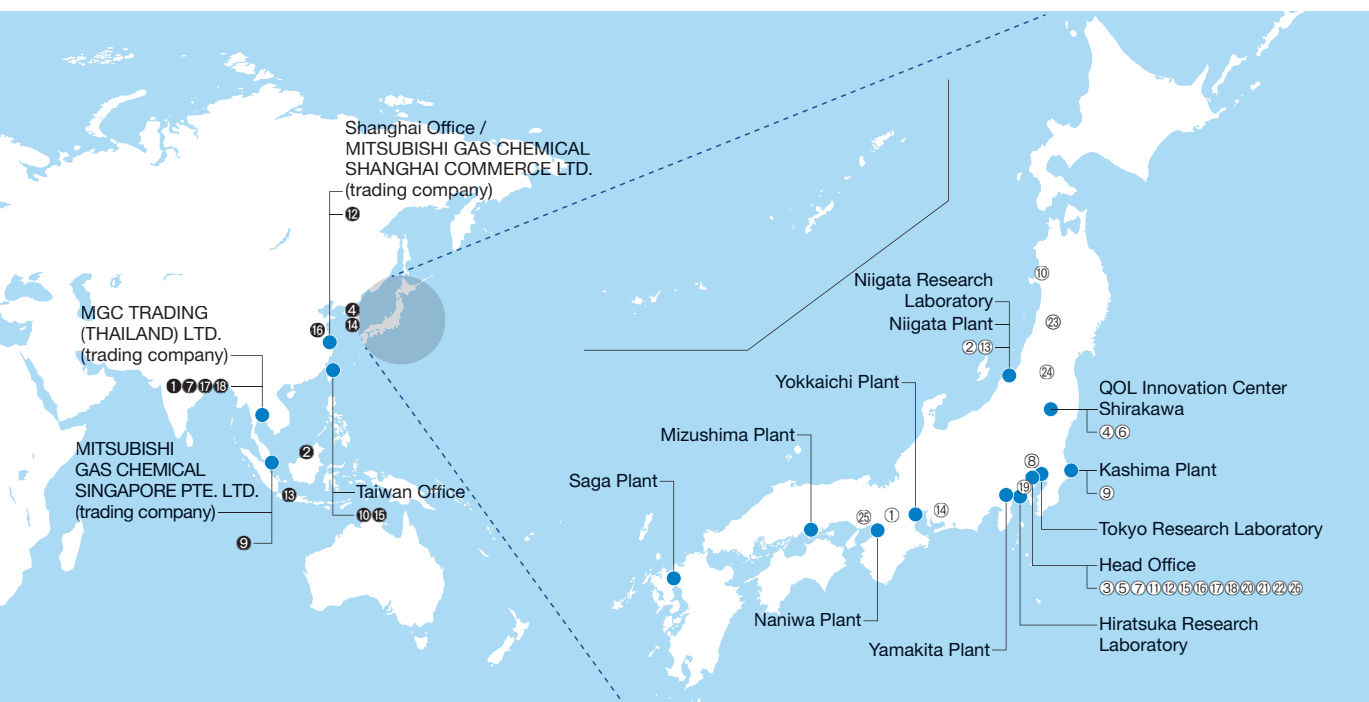 Shanghai Office /
MITSUBISHI GAS CHEMICAL
SHANGHAI COMMERCE LTD.
(trading company)
⓬
❹
⓮
⓰
MGC TRADING
(THAILAND) LTD.
(trading company)
❶❼⓱⓲
MITSUBISHI
GAS CHEMICAL
SINGAPORE PTE. LTD.
(trading company)
❾
❷
⓭
Taiwan Office
❿⓯
⑩
Niigata Research
Laboratory
Niigata Plant
②⑬
㉓
㉔
Yokkaichi Plant
QOL Innovation Center
Shirakawa
④⑥
Mizushima Plant
Saga Plant
⑧
Kashima Plant
⑨
⑲
㉕
①
⑭
Tokyo Research Laboratory
Head Office
③⑤⑦⑪⑫⑮⑯⑰⑱⑳㉑㉒㉖
Naniwa Plant
Hiratsuka Research
Laboratory
Yamakita Plant